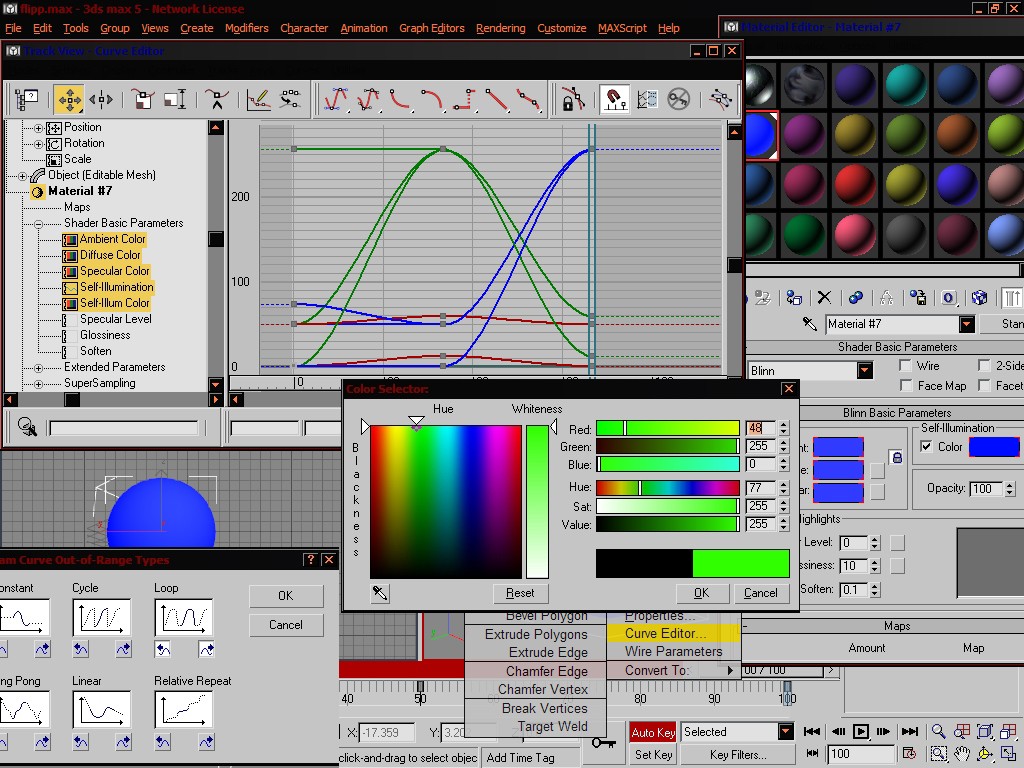 flipp.max - 3ds max 5 - Network License
File Edit Tools Group Views Create Modifiers Character Animation Graph Editors Rendering Customize MAXScript Help
Material Editor - Material #7
Track View - Curve Editor
Position
Rotation
Scale
Object (Editable Mesh)
Material #7
Maps
Shader Basic Parameters
Ambient Color
Diffuse Color
Specular Color
Self-Illumination
Self-Illum Color
Specular Level
Glossiness
Soften
Extended Parameters
SuperSampling
200
100
0
0
Material #7
Stan
Shader Basic Parameters
Blinn
Wire
2-Side
Face Map
Facet
Blinn Basic Parameters
Self-Illumination
Color
Opacity: 100
Highlights
Level: 0
ssiness: 10
Soften: 0.1
Maps
Amount Map
Color Selector:
Hue
Whiteness
Blackness
Red: 48
Green: 255
Blue: 0
Hue: 77
Sat: 255
Value: 255
Reset
OK
Cancel
am Curve Out-of-Range Types
onstant Cycle Loop
OK
Cancel
ng Pong Linear Relative Repeat
Bevel Polygon
Extrude Polygons
Extrude Edge
Chamfer Edge
Chamfer Vertex
Break Vertices
Target Weld
Properties...
Curve Editor...
Wire Parameters
Convert To:
00 / 100
40 50 80 90 100
X: -17.359 Y: 3.20
click-and-drag to select objec
Add Time Tag
Auto Key
Selected
Set Key
Key Filters...
100